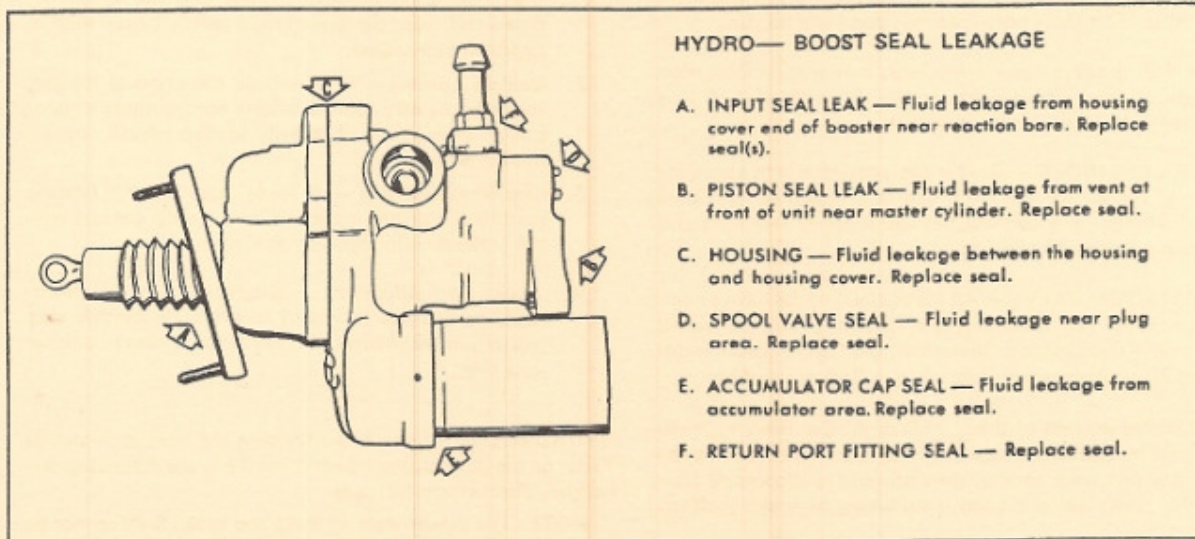 HYDRO— BOOST SEAL LEAKAGE
A. INPUT SEAL LEAK — Fluid leakage from housing
cover end of booster near reaction bore. Replace
seal(s).
B. PISTON SEAL LEAK — Fluid leakage from vent at
front of unit near master cylinder. Replace seal.
C. HOUSING — Fluid leakage between the housing
and housing cover. Replace seal.
D. SPOOL VALVE SEAL — Fluid leakage near plug
area. Replace seal.
E. ACCUMULATOR CAP SEAL — Fluid leakage from
accumulator area. Replace seal.
F. RETURN PORT FITTING SEAL — Replace seal.
C
F
D
B
A
E